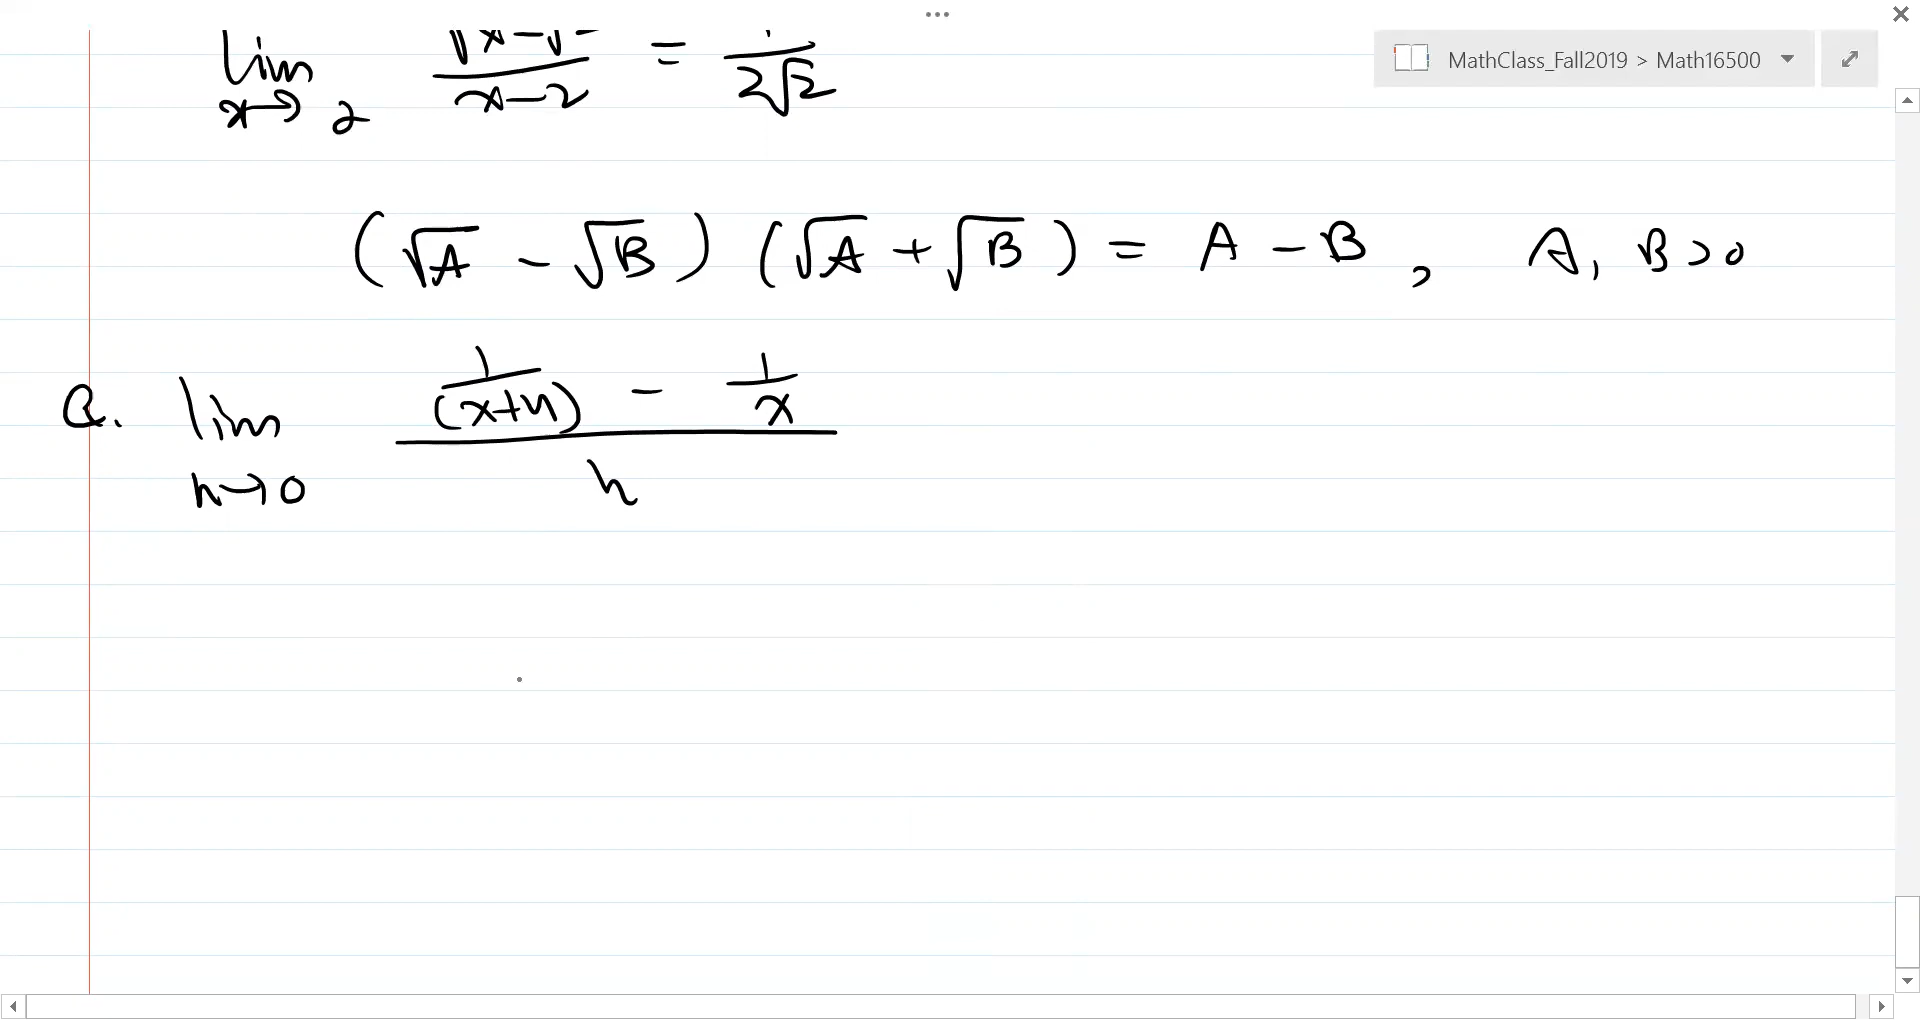 MathClass_Fall2019 > Math16500
lim x→2 (√x-√2)/(x-2) = 1/(2√2)
(√A - √B) (√A + √B) = A - B, A, B > 0
Q. lim h→0 (1/(x+h) - 1/x)/h